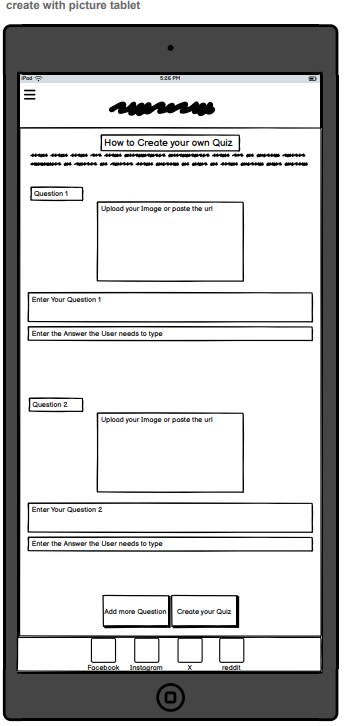 create with picture tablet
iPad 5:26 PM
How to Create your own Quiz
Question 1
Upload your Image or paste the url
Enter Your Question 1
Enter the Answer the User needs to type
Question 2
Upload your Image or paste the url
Enter Your Question 2
Enter the Answer the User needs to type
Add more Question Create your Quiz
Facebook Instagram X reddit